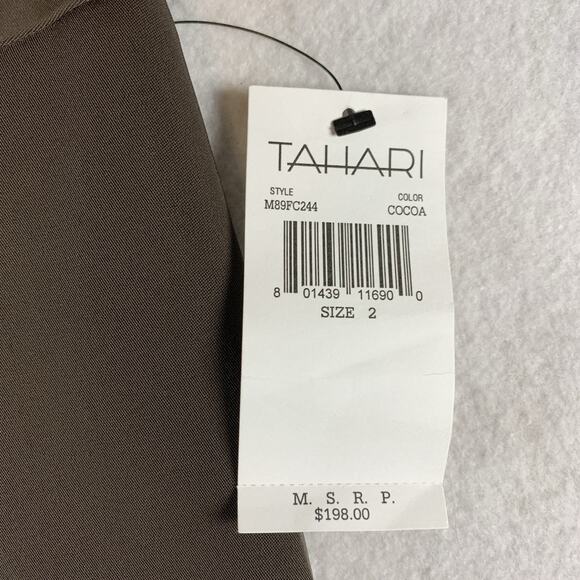 TAHARI
STYLE COLOR
M89FC244 COCOA
8 01439 11690 0
SIZE 2
M. S. R. P.
$198.00